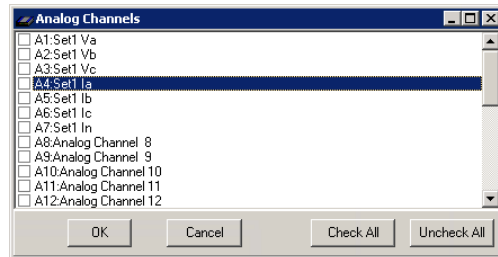 Analog Channels
A1:Set1 Va
A2:Set1 Vb
A3:Set1 Vc
A4:Set1 Ia
A5:Set1 Ib
A6:Set1 Ic
A7:Set1 In
A8:Analog Channel 8
A9:Analog Channel 9
A10:Analog Channel 10
A11:Analog Channel 11
A12:Analog Channel 12
OK Cancel Check All Uncheck All